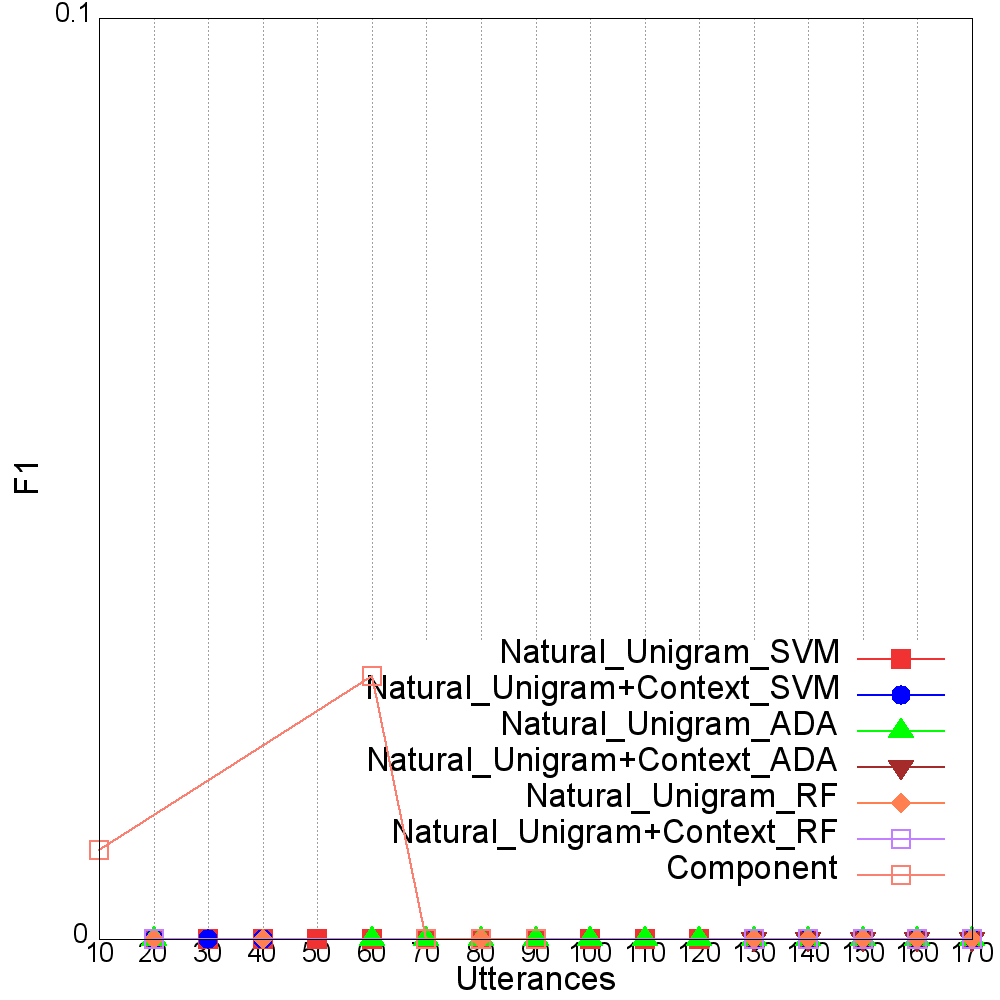 0.1
F1
Natural_Unigram_SVM
Natural_Unigram+Context_SVM
Natural_Unigram_ADA
Natural_Unigram+Context_ADA
Natural_Unigram_RF
Natural_Unigram+Context_RF
Component
0
10 20 30 40 50 60 70 80 90 100 110 120 130 140 150 160 170
Utterances